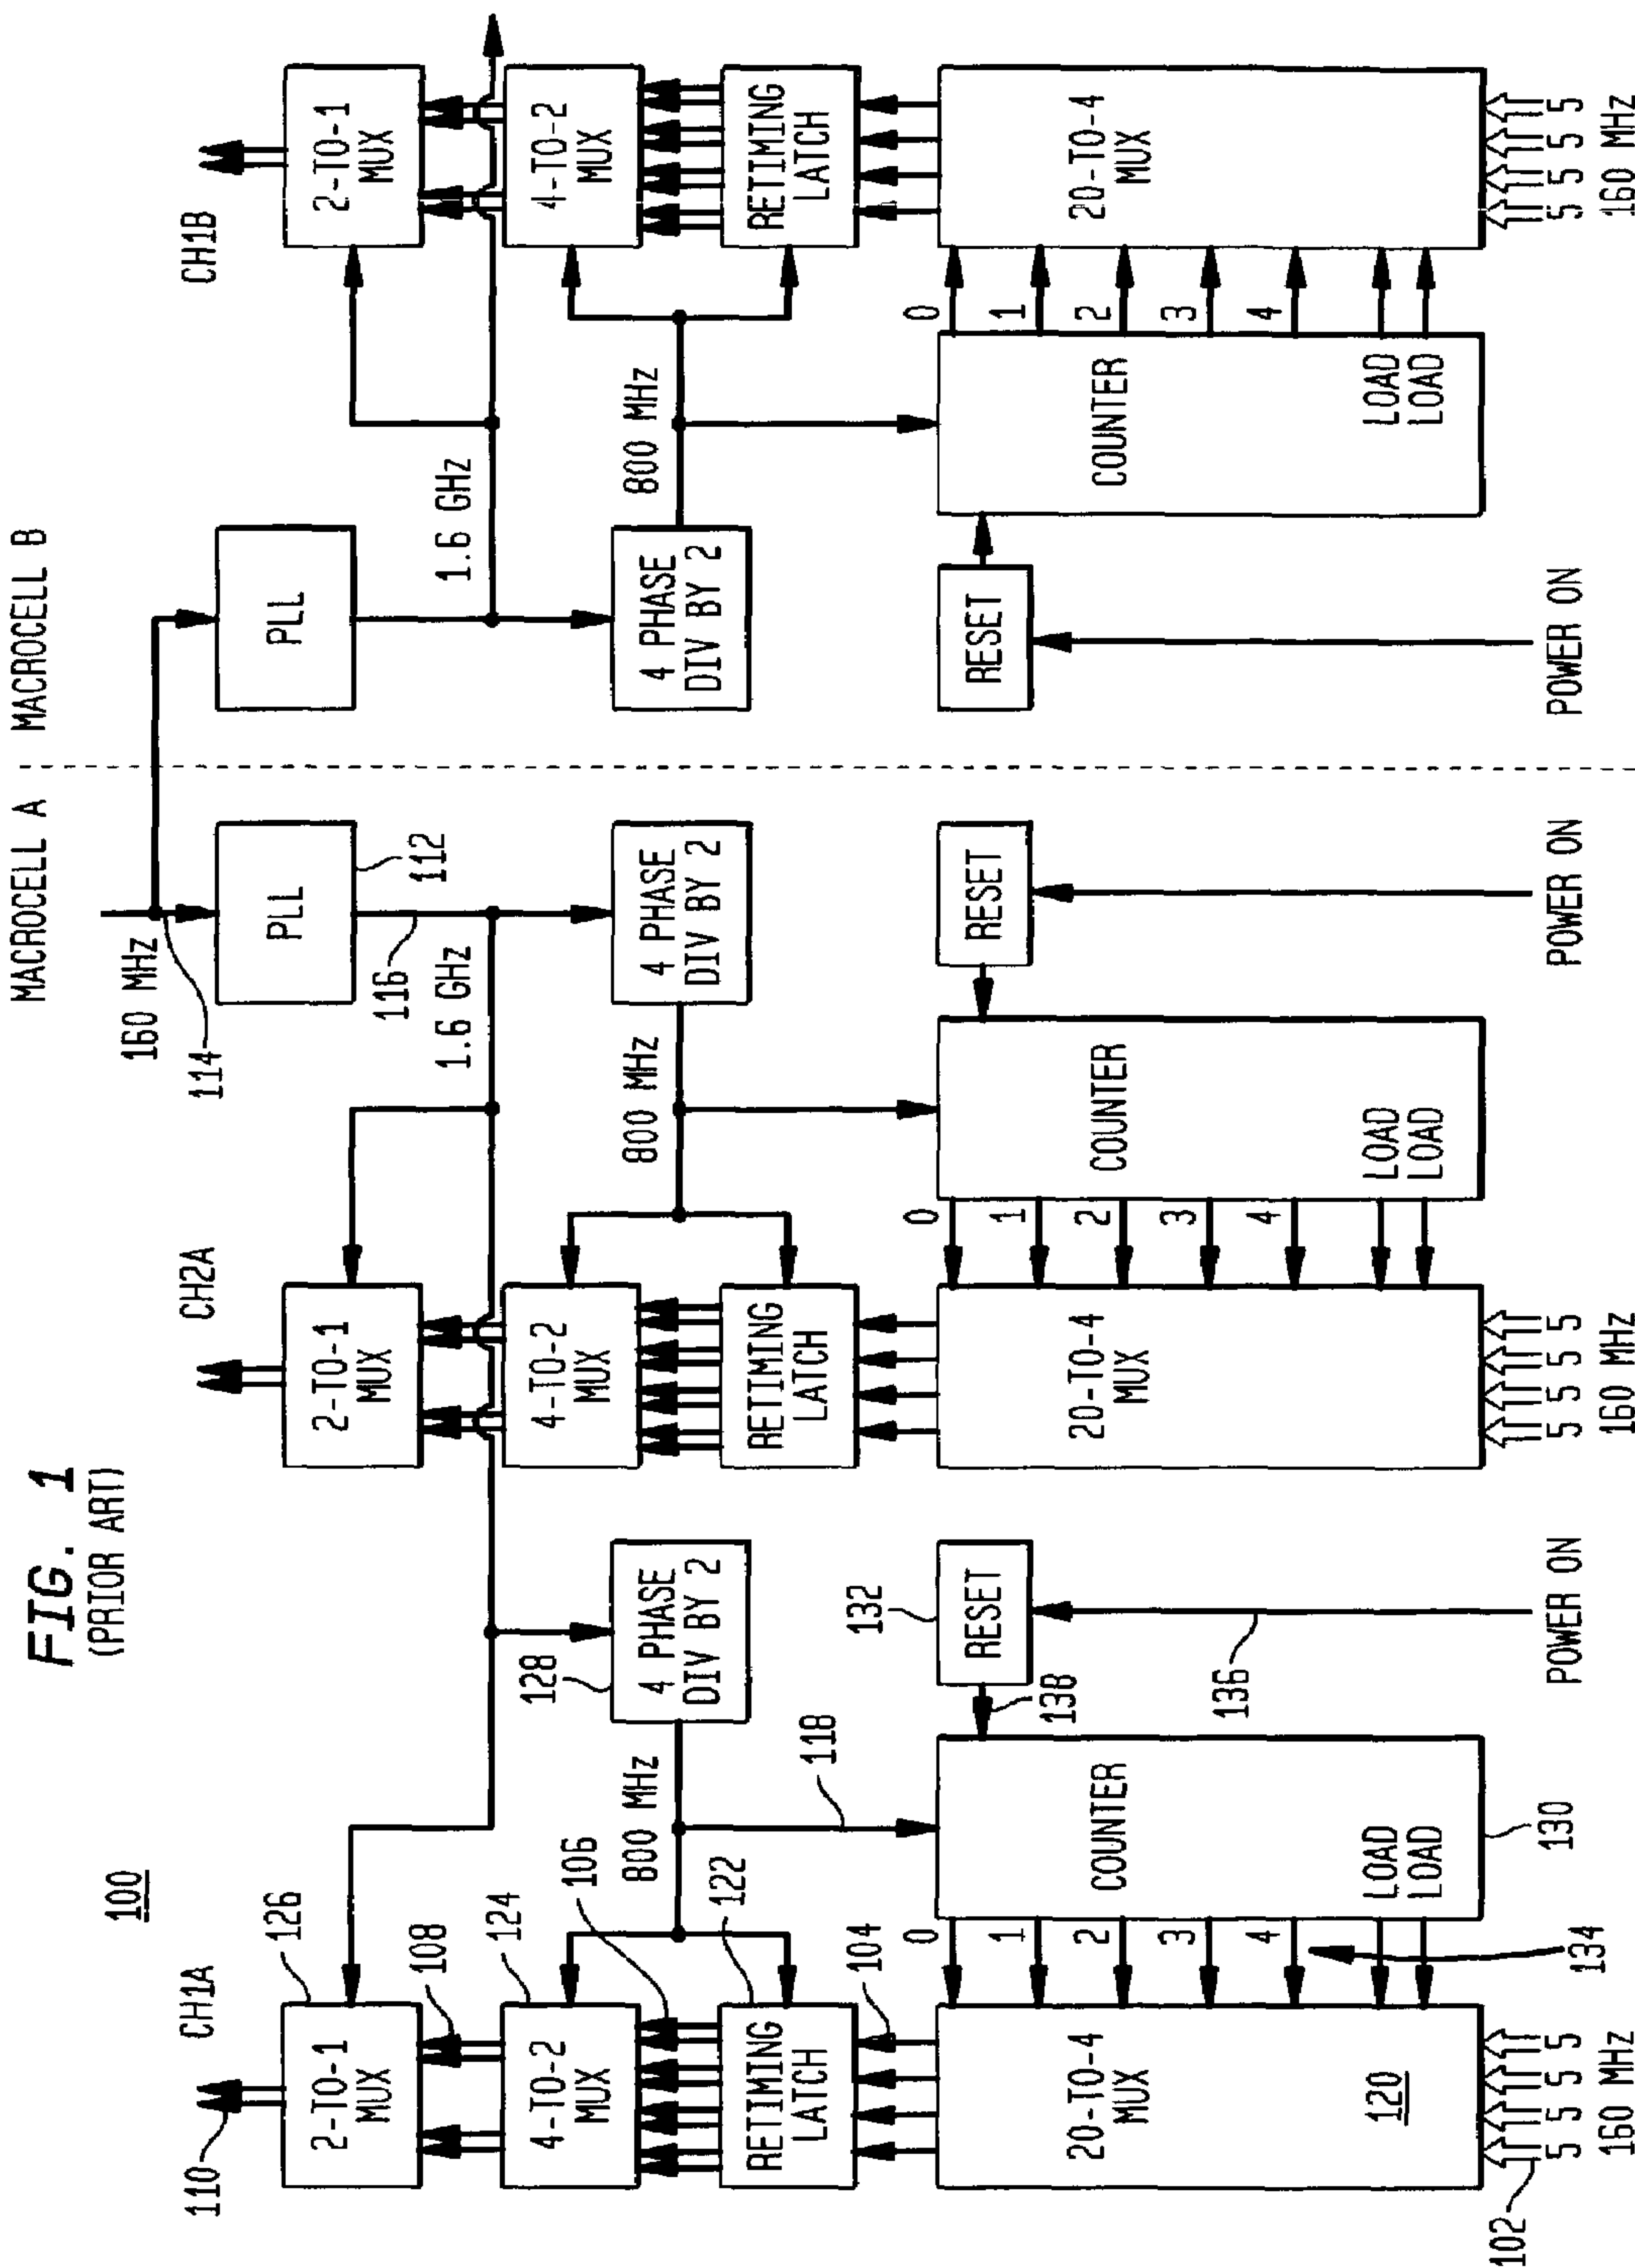 FIG. 1
(PRIOR ART)
100
MACROCELL A
MACROCELL B
160 MHz
114
PLL
112
PLL
116
1.6 GHz
1.6 GHz
110
CH1A
126
2-TO-1
MUX
108
CH2A
2-TO-1
MUX
CH1B
2-TO-1
MUX
124
4-TO-2
MUX
106
4-TO-2
MUX
4-TO-2
MUX
128
4 PHASE
DIV BY 2
4 PHASE
DIV BY 2
4 PHASE
DIV BY 2
800 MHz
800 MHz
800 MHz
118
122
RETIMING
LATCH
104
RETIMING
LATCH
RETIMING
LATCH
20-TO-4
MUX
120
0
1
2
3
4
134
COUNTER
LOAD
LOAD
130
132
RESET
138
136
POWER ON
20-TO-4
MUX
0
1
2
3
4
COUNTER
LOAD
LOAD
RESET
POWER ON
RESET
POWER ON
COUNTER
LOAD
LOAD
0
1
2
3
4
20-TO-4
MUX
102
5 5 5 5
160 MHz
5 5 5 5
160 MHz
5 5 5 5
160 MHz